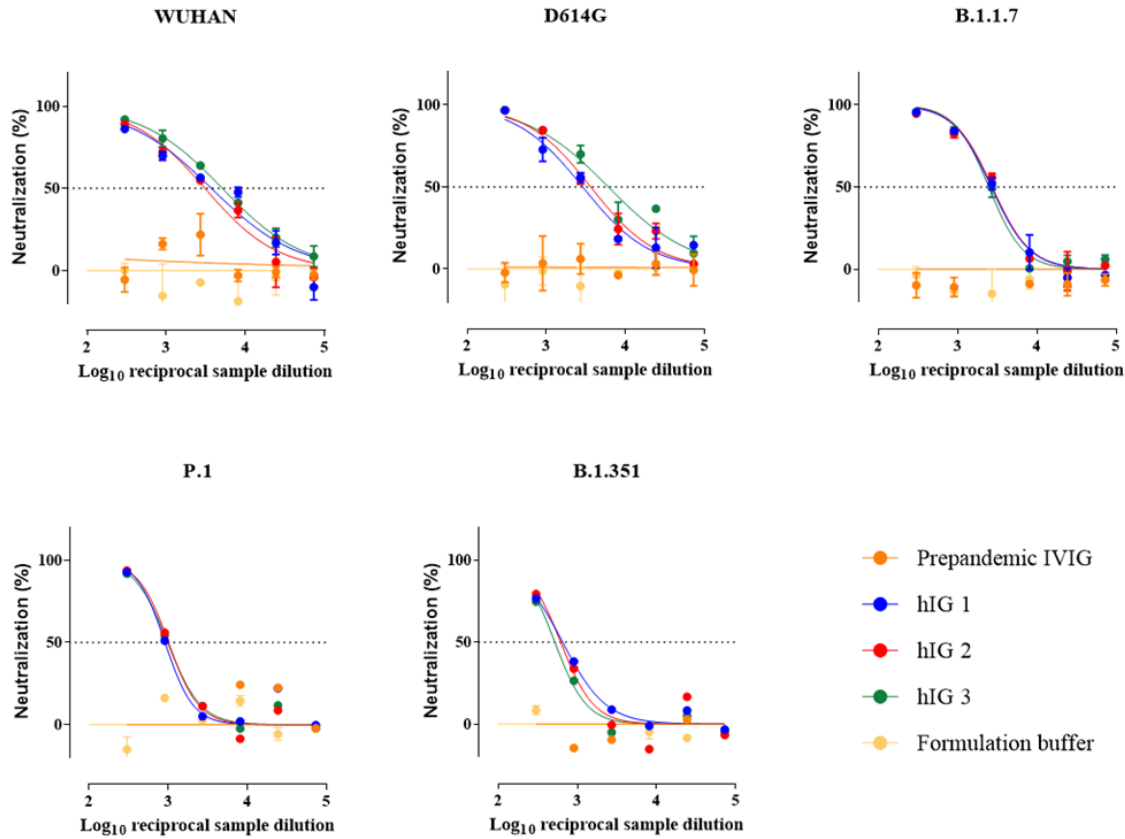 WUHAN
D614G
B.1.1.7
Neutralization (%)
100
50
0
2 3 4 5
Log10 reciprocal sample dilution
Neutralization (%)
100
50
0
2 3 4 5
Log10 reciprocal sample dilution
Neutralization (%)
100
50
0
2 3 4 5
Log10 reciprocal sample dilution
P.1
B.1.351
Neutralization (%)
100
50
0
2 3 4 5
Log10 reciprocal sample dilution
Neutralization (%)
100
50
0
2 3 4 5
Log10 reciprocal sample dilution
Prepandemic IVIG
hIG 1
hIG 2
hIG 3
Formulation buffer